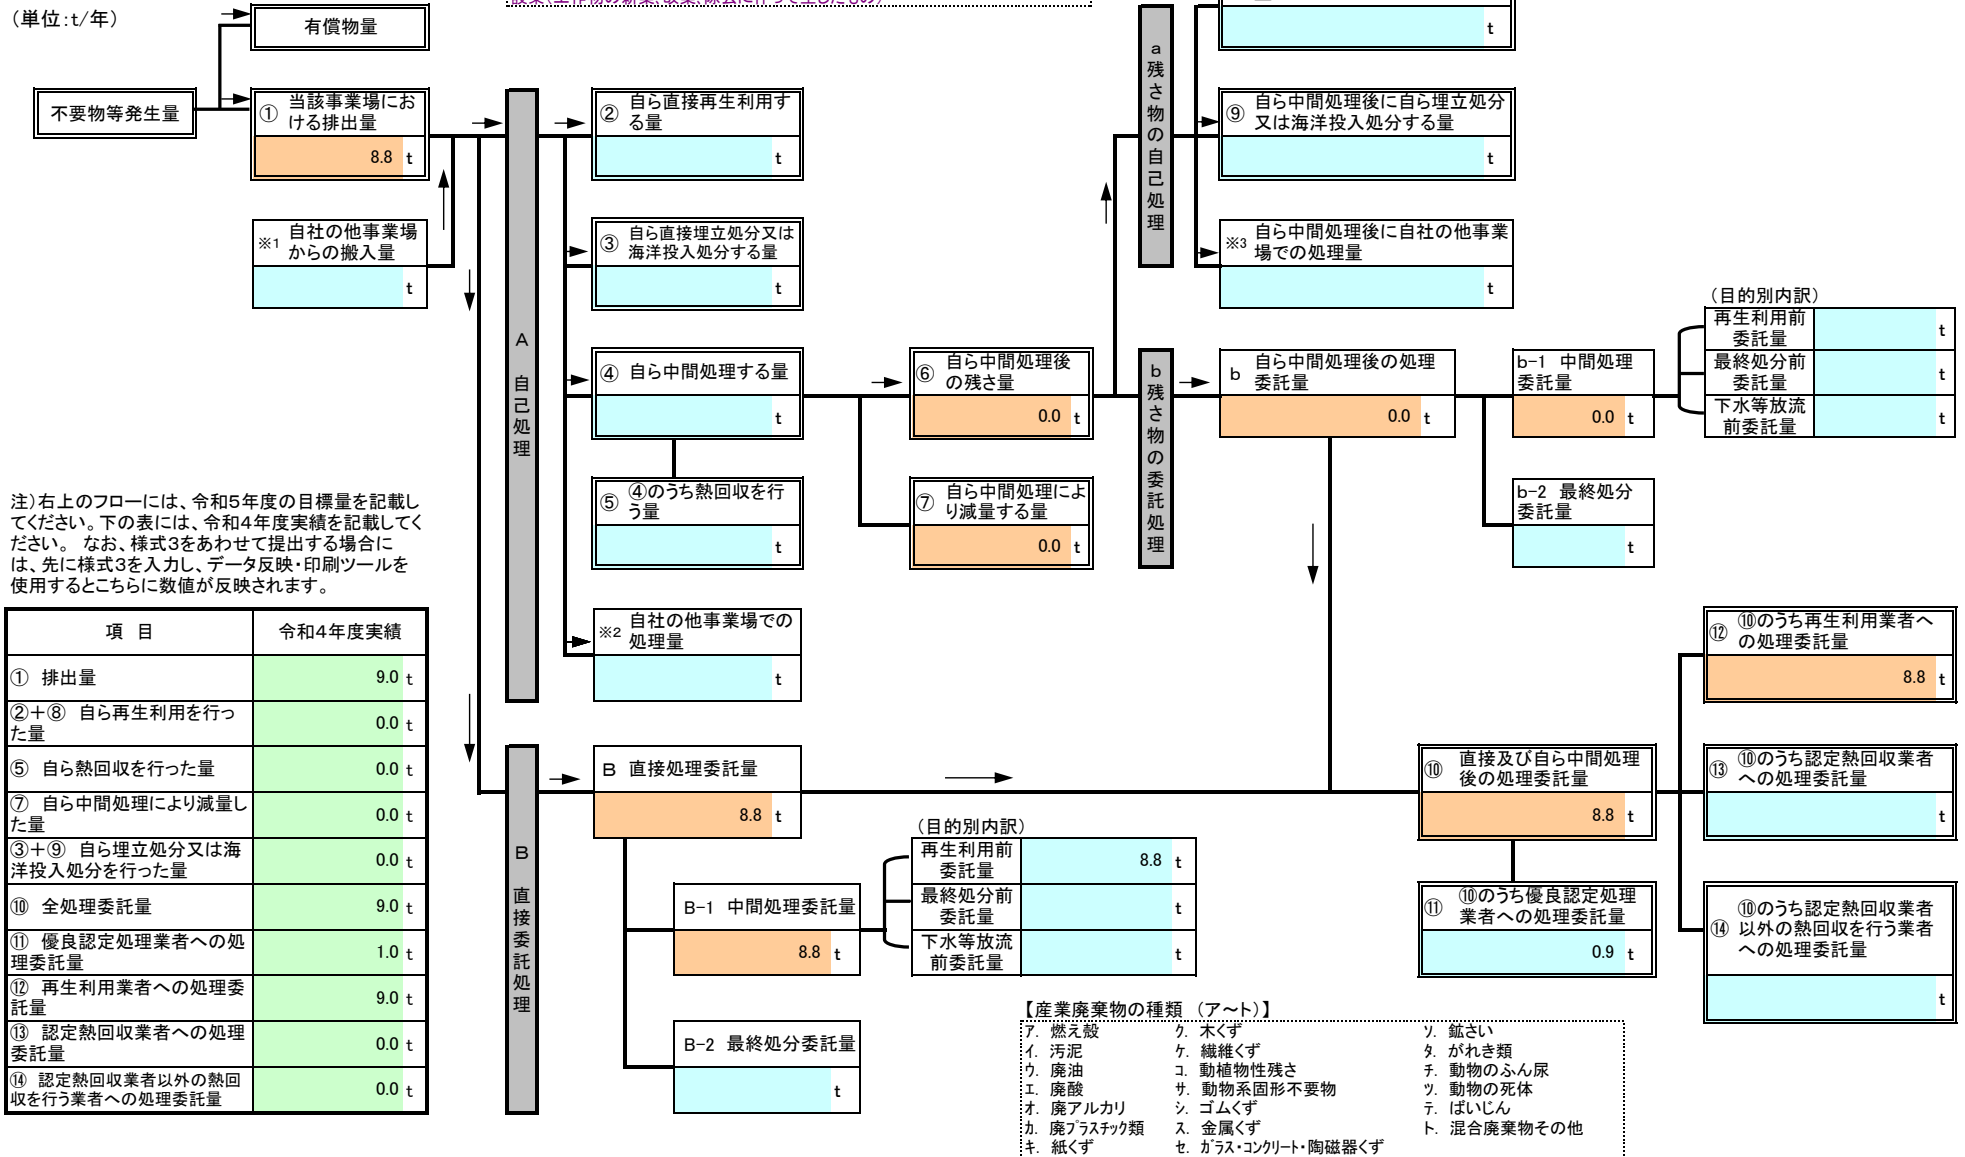 設業(工作物の新築、改築、除去に伴って生じたもの)
(単位:t/年)
有償物量
不要物等発生量
① 当該事業場にお
ける排出量
8.8 t
※1 自社の他事業場
からの搬入量
t
A 自己処理
② 自ら直接再生利用す
る量
t
③ 自ら直接埋立処分又は
海洋投入処分する量
t
④ 自ら中間処理する量
t
⑤ ④のうち熱回収を行
う量
t
※2 自社の他事業場での
処理量
t
⑥ 自ら中間処理後
の残さ量
0.0 t
⑦ 自ら中間処理によ
り減量する量
0.0 t
a 残さ物の自己処理
t
⑨ 自ら中間処理後に自ら埋立処分
又は海洋投入処分する量
t
※3 自ら中間処理後に自社の他事業
場での処理量
t
b 残さ物の委託処理
b 自ら中間処理後の処理
委託量
0.0 t
b-1 中間処理
委託量
0.0 t
(目的別内訳)
再生利用前
委託量
t
最終処分前
委託量
t
下水等放流
前委託量
t
b-2 最終処分
委託量
t
注)右上のフローには、令和5年度の目標量を記載し
てください。下の表には、令和4年度実績を記載してく
ださい。 なお、様式3をあわせて提出する場合に
は、先に様式3を入力し、データ反映・印刷ツールを
使用するとこちらに数値が反映されます。
項 目 令和4年度実績
① 排出量 9.0 t
②+⑧ 自ら再生利用を行っ
た量 0.0 t
⑤ 自ら熱回収を行った量 0.0 t
⑦ 自ら中間処理により減量し
た量 0.0 t
③+⑨ 自ら埋立処分又は海
洋投入処分を行った量 0.0 t
⑩ 全処理委託量 9.0 t
⑪ 優良認定処理業者への処
理委託量 1.0 t
⑫ 再生利用業者への処理委
託量 9.0 t
⑬ 認定熱回収業者への処理
委託量 0.0 t
⑭ 認定熱回収業者以外の熱回
収を行う業者への処理委託量 0.0 t
B 直接委託処理
B 直接処理委託量
8.8 t
B-1 中間処理委託量
8.8 t
(目的別内訳)
再生利用前
委託量
8.8 t
最終処分前
委託量
t
下水等放流
前委託量
t
B-2 最終処分委託量
t
⑩ 直接及び自ら中間処理
後の処理委託量
8.8 t
⑪ ⑩のうち優良認定処理
業者への処理委託量
0.9 t
⑫ ⑩のうち再生利用業者へ
の処理委託量
8.8 t
⑬ ⑩のうち認定熱回収業者
への処理委託量
t
⑭ ⑩のうち認定熱回収業者
以外の熱回収を行う業者
への処理委託量
t
【産業廃棄物の種類 (ア~ト)】
ア. 燃え殻 ク. 木くず ソ. 鉱さい
イ. 汚泥 ケ. 繊維くず タ. がれき類
ウ. 廃油 コ. 動植物性残さ チ. 動物のふん尿
エ. 廃酸 サ. 動物系固形不要物 ツ. 動物の死体
オ. 廃アルカリ シ. ゴムくず テ. ばいじん
カ. 廃プラスチック類 ス. 金属くず ト. 混合廃棄物その他
キ. 紙くず セ. ガラス・コンクリート・陶磁器くず